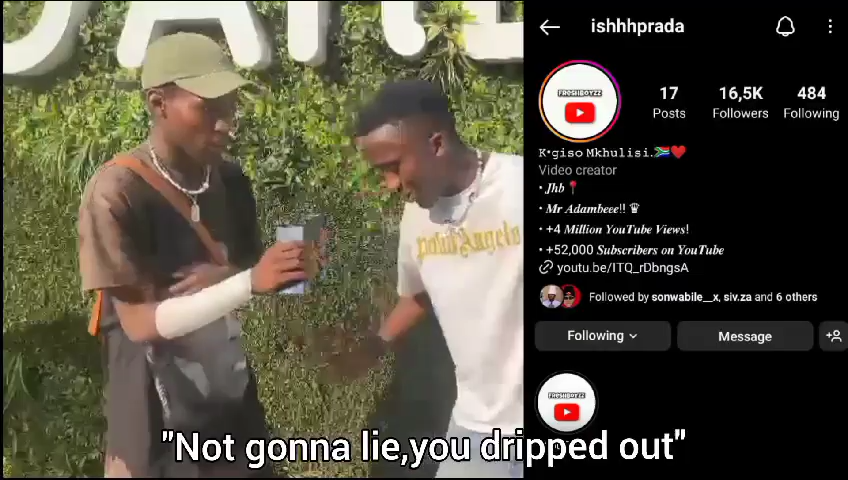 ishhhprada
FRESHBOYZZ
17
Posts
16,5K
Followers
484
Following
K•giso Mkhulisi.🇿🇦❤️
Video creator
• Jhb📍
• Mr Adambeee!! ♛
• +4 Million YouTube Views!
• +52,000 Subscribers on YouTube
youtu.be/ITQ_rDbngsA
Followed by sonwabile__x, siv.za and 6 others
Following
Message
FRESHBOYZZ
Angelo
"Not gonna lie,you dripped out"